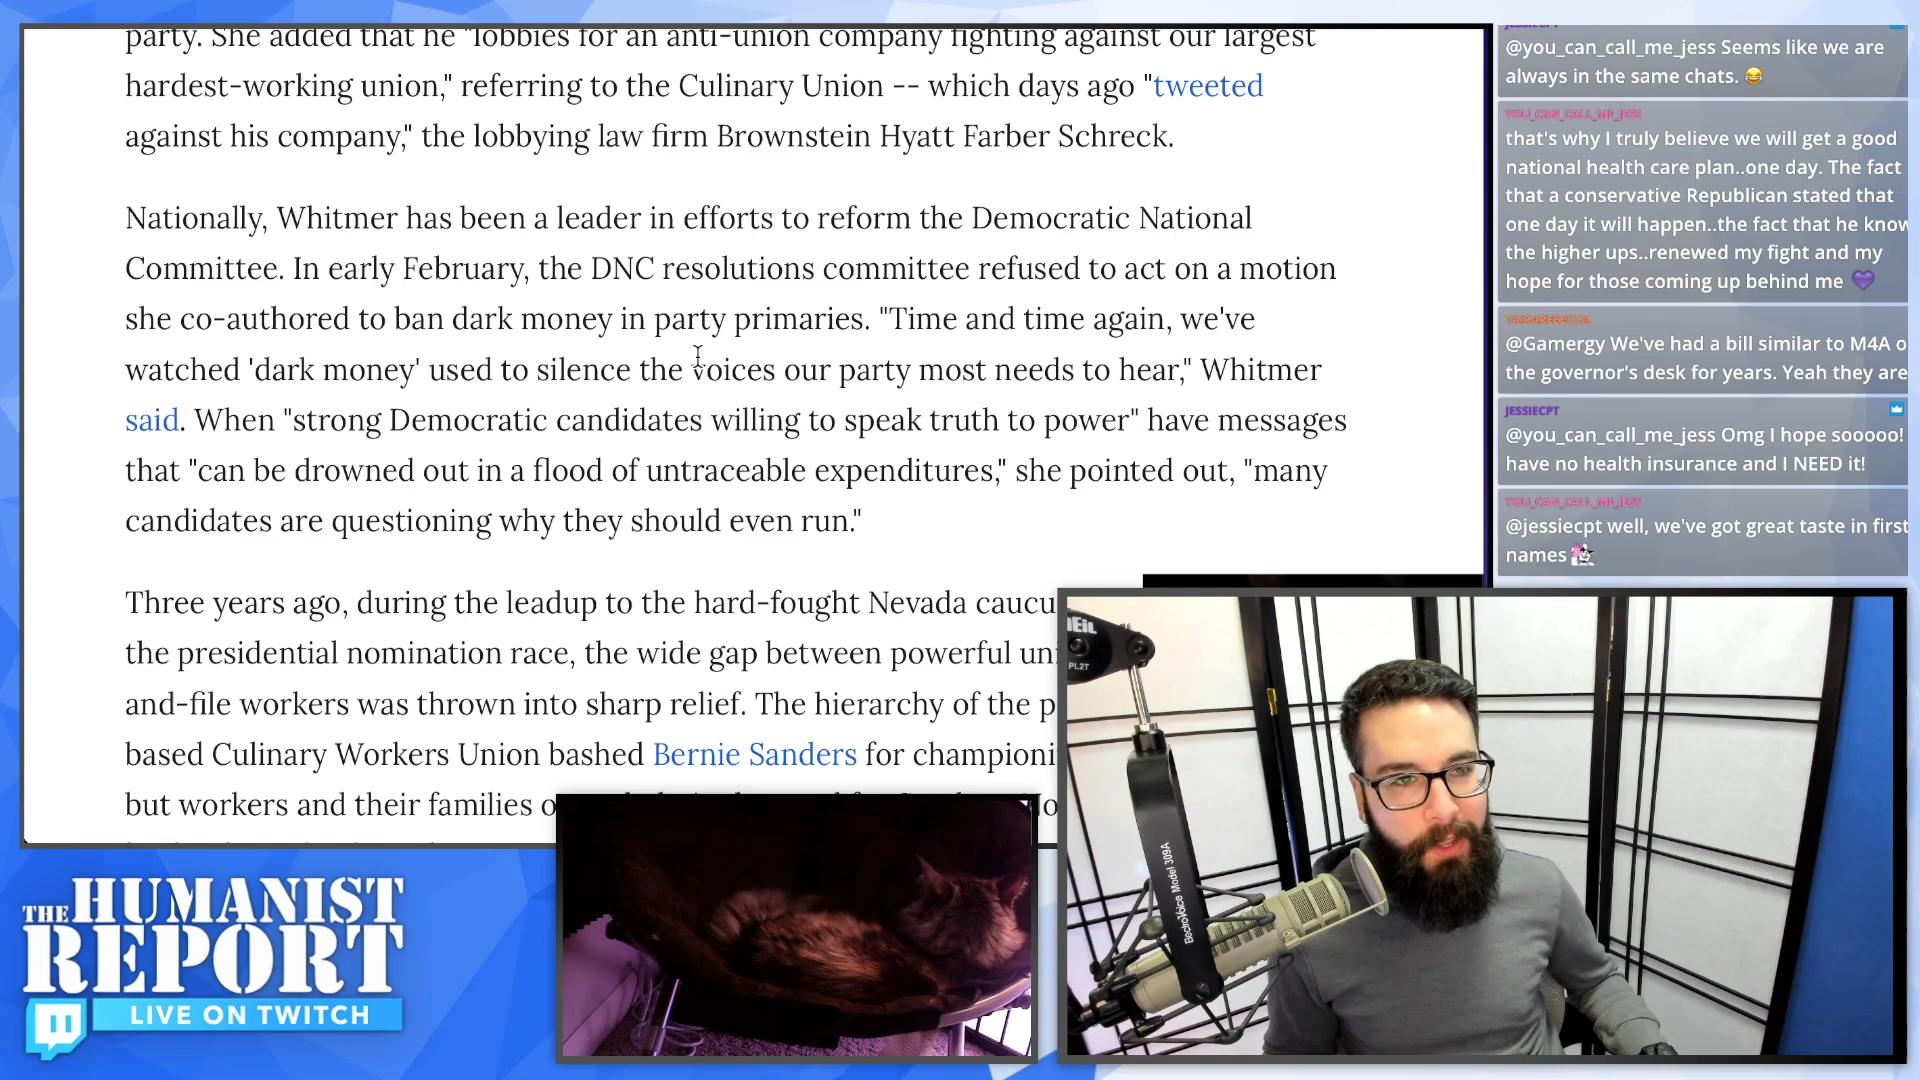 party. She added that he "lobbies for an anti-union company fighting against our largest
hardest-working union," referring to the Culinary Union -- which days ago "tweeted
against his company," the lobbying law firm Brownstein Hyatt Farber Schreck.
Nationally, Whitmer has been a leader in efforts to reform the Democratic National
Committee. In early February, the DNC resolutions committee refused to act on a motion
she co-authored to ban dark money in party primaries. "Time and time again, we've
watched 'dark money' used to silence the voices our party most needs to hear," Whitmer
said. When "strong Democratic candidates willing to speak truth to power" have messages
that "can be drowned out in a flood of untraceable expenditures," she pointed out, "many
candidates are questioning why they should even run."
Three years ago, during the leadup to the hard-fought Nevada caucu
the presidential nomination race, the wide gap between powerful uni
and-file workers was thrown into sharp relief. The hierarchy of the p
based Culinary Workers Union bashed Bernie Sanders for championi
but workers and their families o
JESSIECPT
@you_can_call_me_jess Seems like we are
always in the same chats. 😂
YOU_CAN_CALL_ME_JESS
that's why I truly believe we will get a good
national health care plan..one day. The fact
that a conservative Republican stated that
one day it will happen..the fact that he know
the higher ups..renewed my fight and my
hope for those coming up behind me 💜
TAIRAREBECCA
@Gamergy We've had a bill similar to M4A o
the governor's desk for years. Yeah they are
JESSIECPT
@you_can_call_me_jess Omg I hope sooooo!
have no health insurance and I NEED it!
YOU_CAN_CALL_ME_JESS
@jessiecpt well, we've got great taste in first
names
HEiL
PL2T
ElectroVoice Model 309A
THE HUMANIST
REPORT
LIVE ON TWITCH